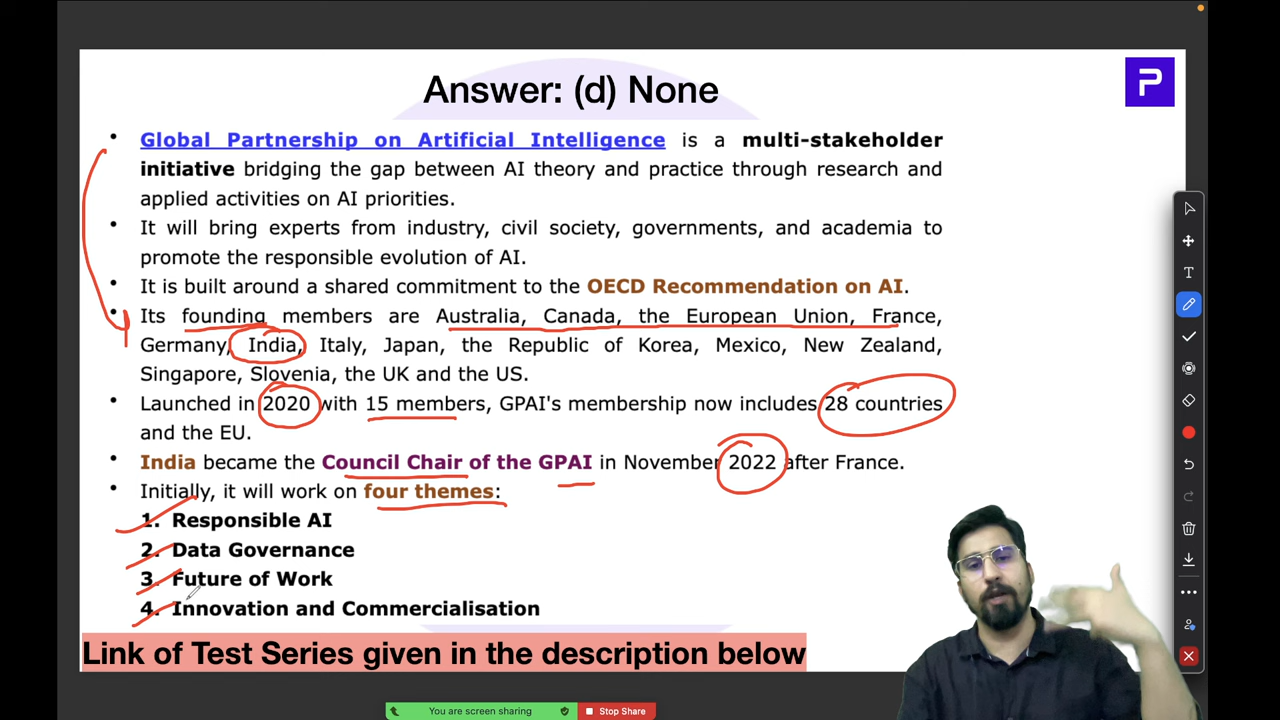 Answer: (d) None
P
• Global Partnership on Artificial Intelligence is a multi-stakeholder
initiative bridging the gap between AI theory and practice through research and
applied activities on AI priorities.
• It will bring experts from industry, civil society, governments, and academia to
promote the responsible evolution of AI.
• It is built around a shared commitment to the OECD Recommendation on AI.
• Its founding members are Australia, Canada, the European Union, France,
Germany, India, Italy, Japan, the Republic of Korea, Mexico, New Zealand,
Singapore, Slovenia, the UK and the US.
• Launched in 2020 with 15 members, GPAI's membership now includes 28 countries
and the EU.
• India became the Council Chair of the GPAI in November 2022 after France.
• Initially, it will work on four themes:
1. Responsible AI
2. Data Governance
3. Future of Work
4. Innovation and Commercialisation
Link of Test Series given in the description below
You are screen sharing
Stop Share
T